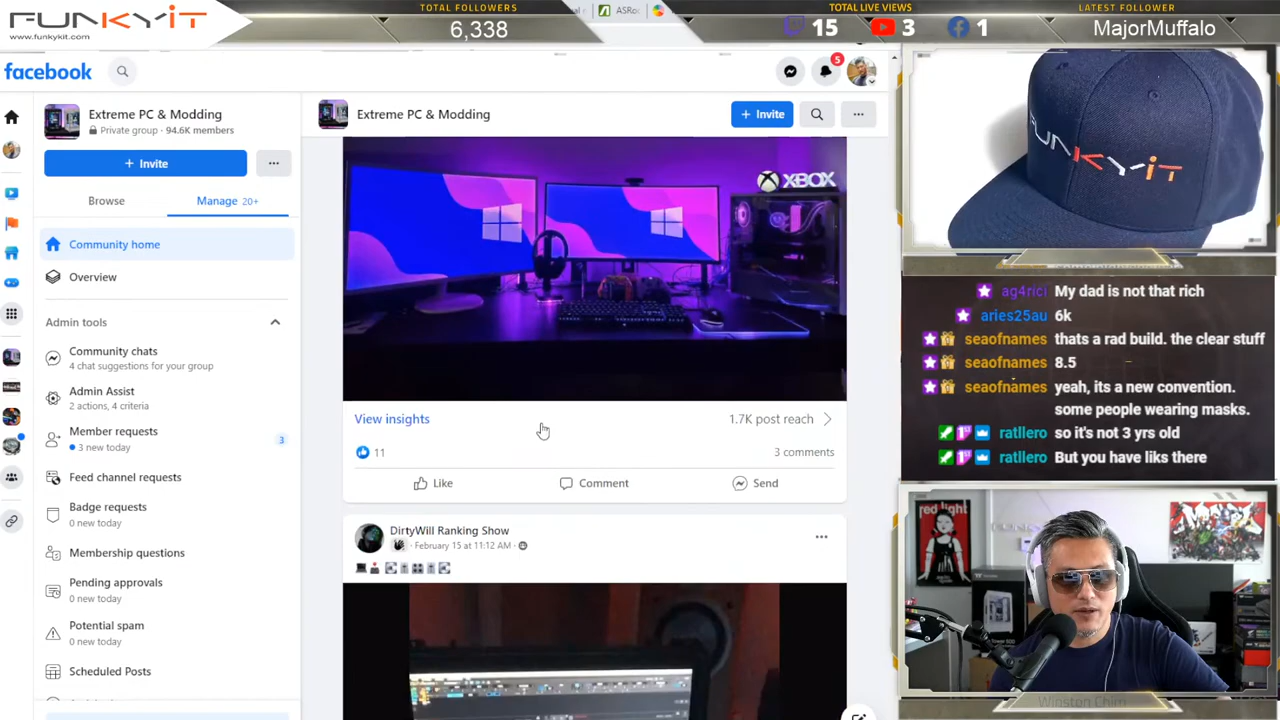 FUNKYiT
www.funkykit.com
TOTAL FOLLOWERS
6,338
ASRoc
TOTAL LIVE VIEWS
15
3
1
LATEST FOLLOWER
MajorMuffalo
facebook
5
Extreme PC & Modding
Private group · 94.6K members
+ Invite
Browse
Manage 20+
Community home
Overview
Admin tools
Community chats
4 chat suggestions for your group
Admin Assist
2 actions, 4 criteria
Member requests
3 new today
3
Feed channel requests
Badge requests
0 new today
Membership questions
Pending approvals
0 new today
Potential spam
0 new today
Scheduled Posts
Extreme PC & Modding
+ Invite
XBOX
View insights
1.7K post reach
11
3 comments
Like
Comment
Send
DirtyWill Ranking Show
· February 15 at 11:12 AM ·
FUNKYiT
ag4rici My dad is not that rich
aries25au 6k
seaofnames thats a rad build. the clear stuff
seaofnames 8.5
seaofnames yeah, its a new convention.
some people wearing masks.
ratllero so it's not 3 yrs old
ratllero But you have liks there
red light
Winston Chim